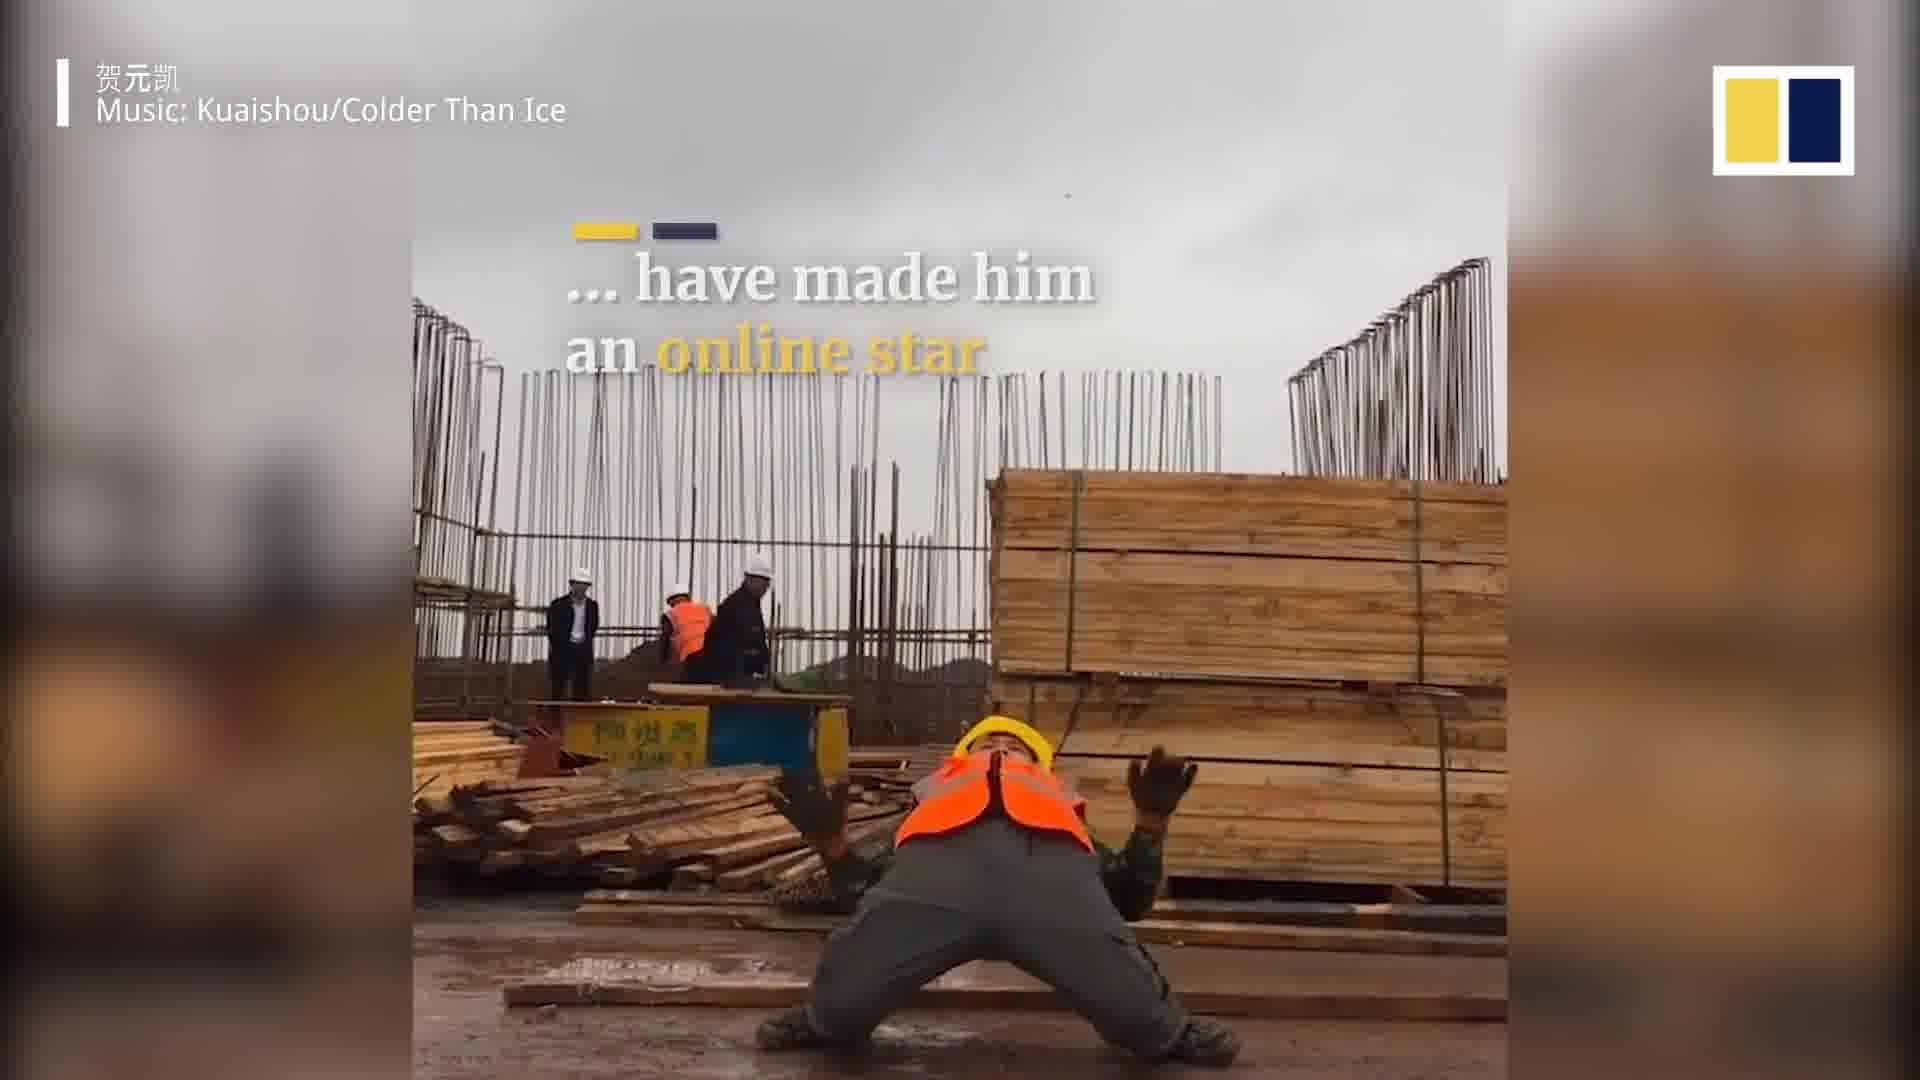 贺元凯
Music: Kuaishou/Colder Than Ice
... have made him
an online star